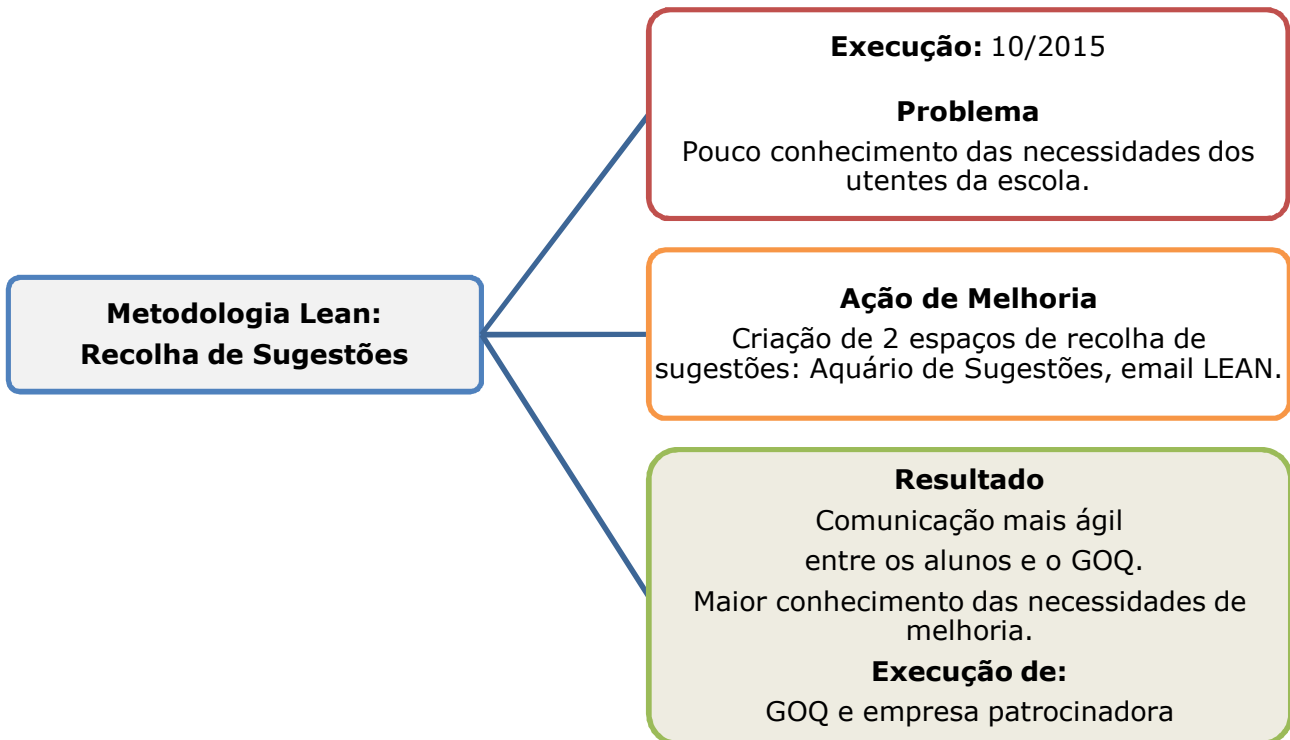 Metodologia Lean:
Recolha de Sugestões
Execução: 10/2015
Problema
Pouco conhecimento das necessidades dos
utentes da escola.
Ação de Melhoria
Criação de 2 espaços de recolha de
sugestões: Aquário de Sugestões, email LEAN.
Resultado
Comunicação mais ágil
entre os alunos e o GOQ.
Maior conhecimento das necessidades de
melhoria.
Execução de:
GOQ e empresa patrocinadora